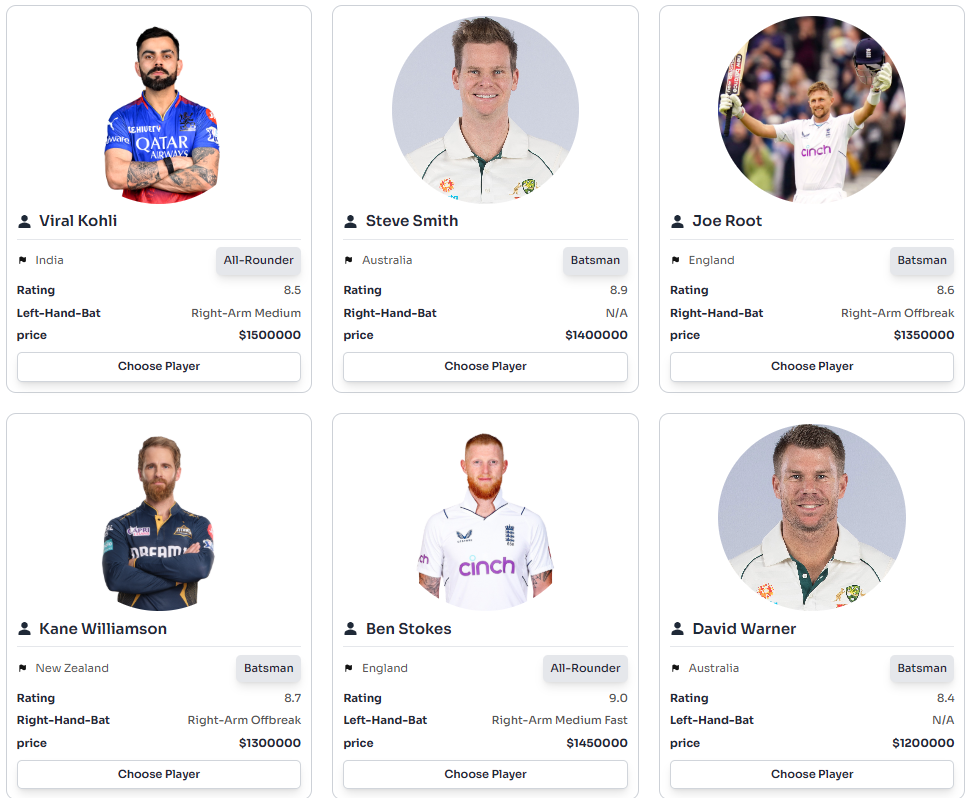 QATAR
AIRWAYS
Viral Kohli
India
All-Rounder
Rating 8.5
Left-Hand-Bat Right-Arm Medium
price $1500000
Choose Player
Steve Smith
Australia
Batsman
Rating 8.9
Right-Hand-Bat N/A
price $1400000
Choose Player
cinch
Joe Root
England
Batsman
Rating 8.6
Right-Hand-Bat Right-Arm Offbreak
price $1350000
Choose Player
DREAM
Kane Williamson
New Zealand
Batsman
Rating 8.7
Right-Hand-Bat Right-Arm Offbreak
price $1300000
Choose Player
cinch
Ben Stokes
England
All-Rounder
Rating 9.0
Left-Hand-Bat Right-Arm Medium Fast
price $1450000
Choose Player
David Warner
Australia
Batsman
Rating 8.4
Left-Hand-Bat N/A
price $1200000
Choose Player